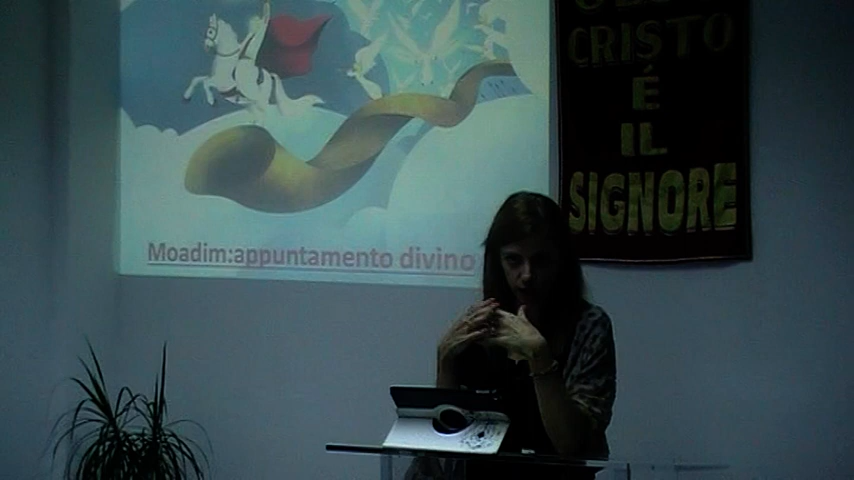 Moadim:appuntamento divino
CRISTO
È
IL
SIGNORE